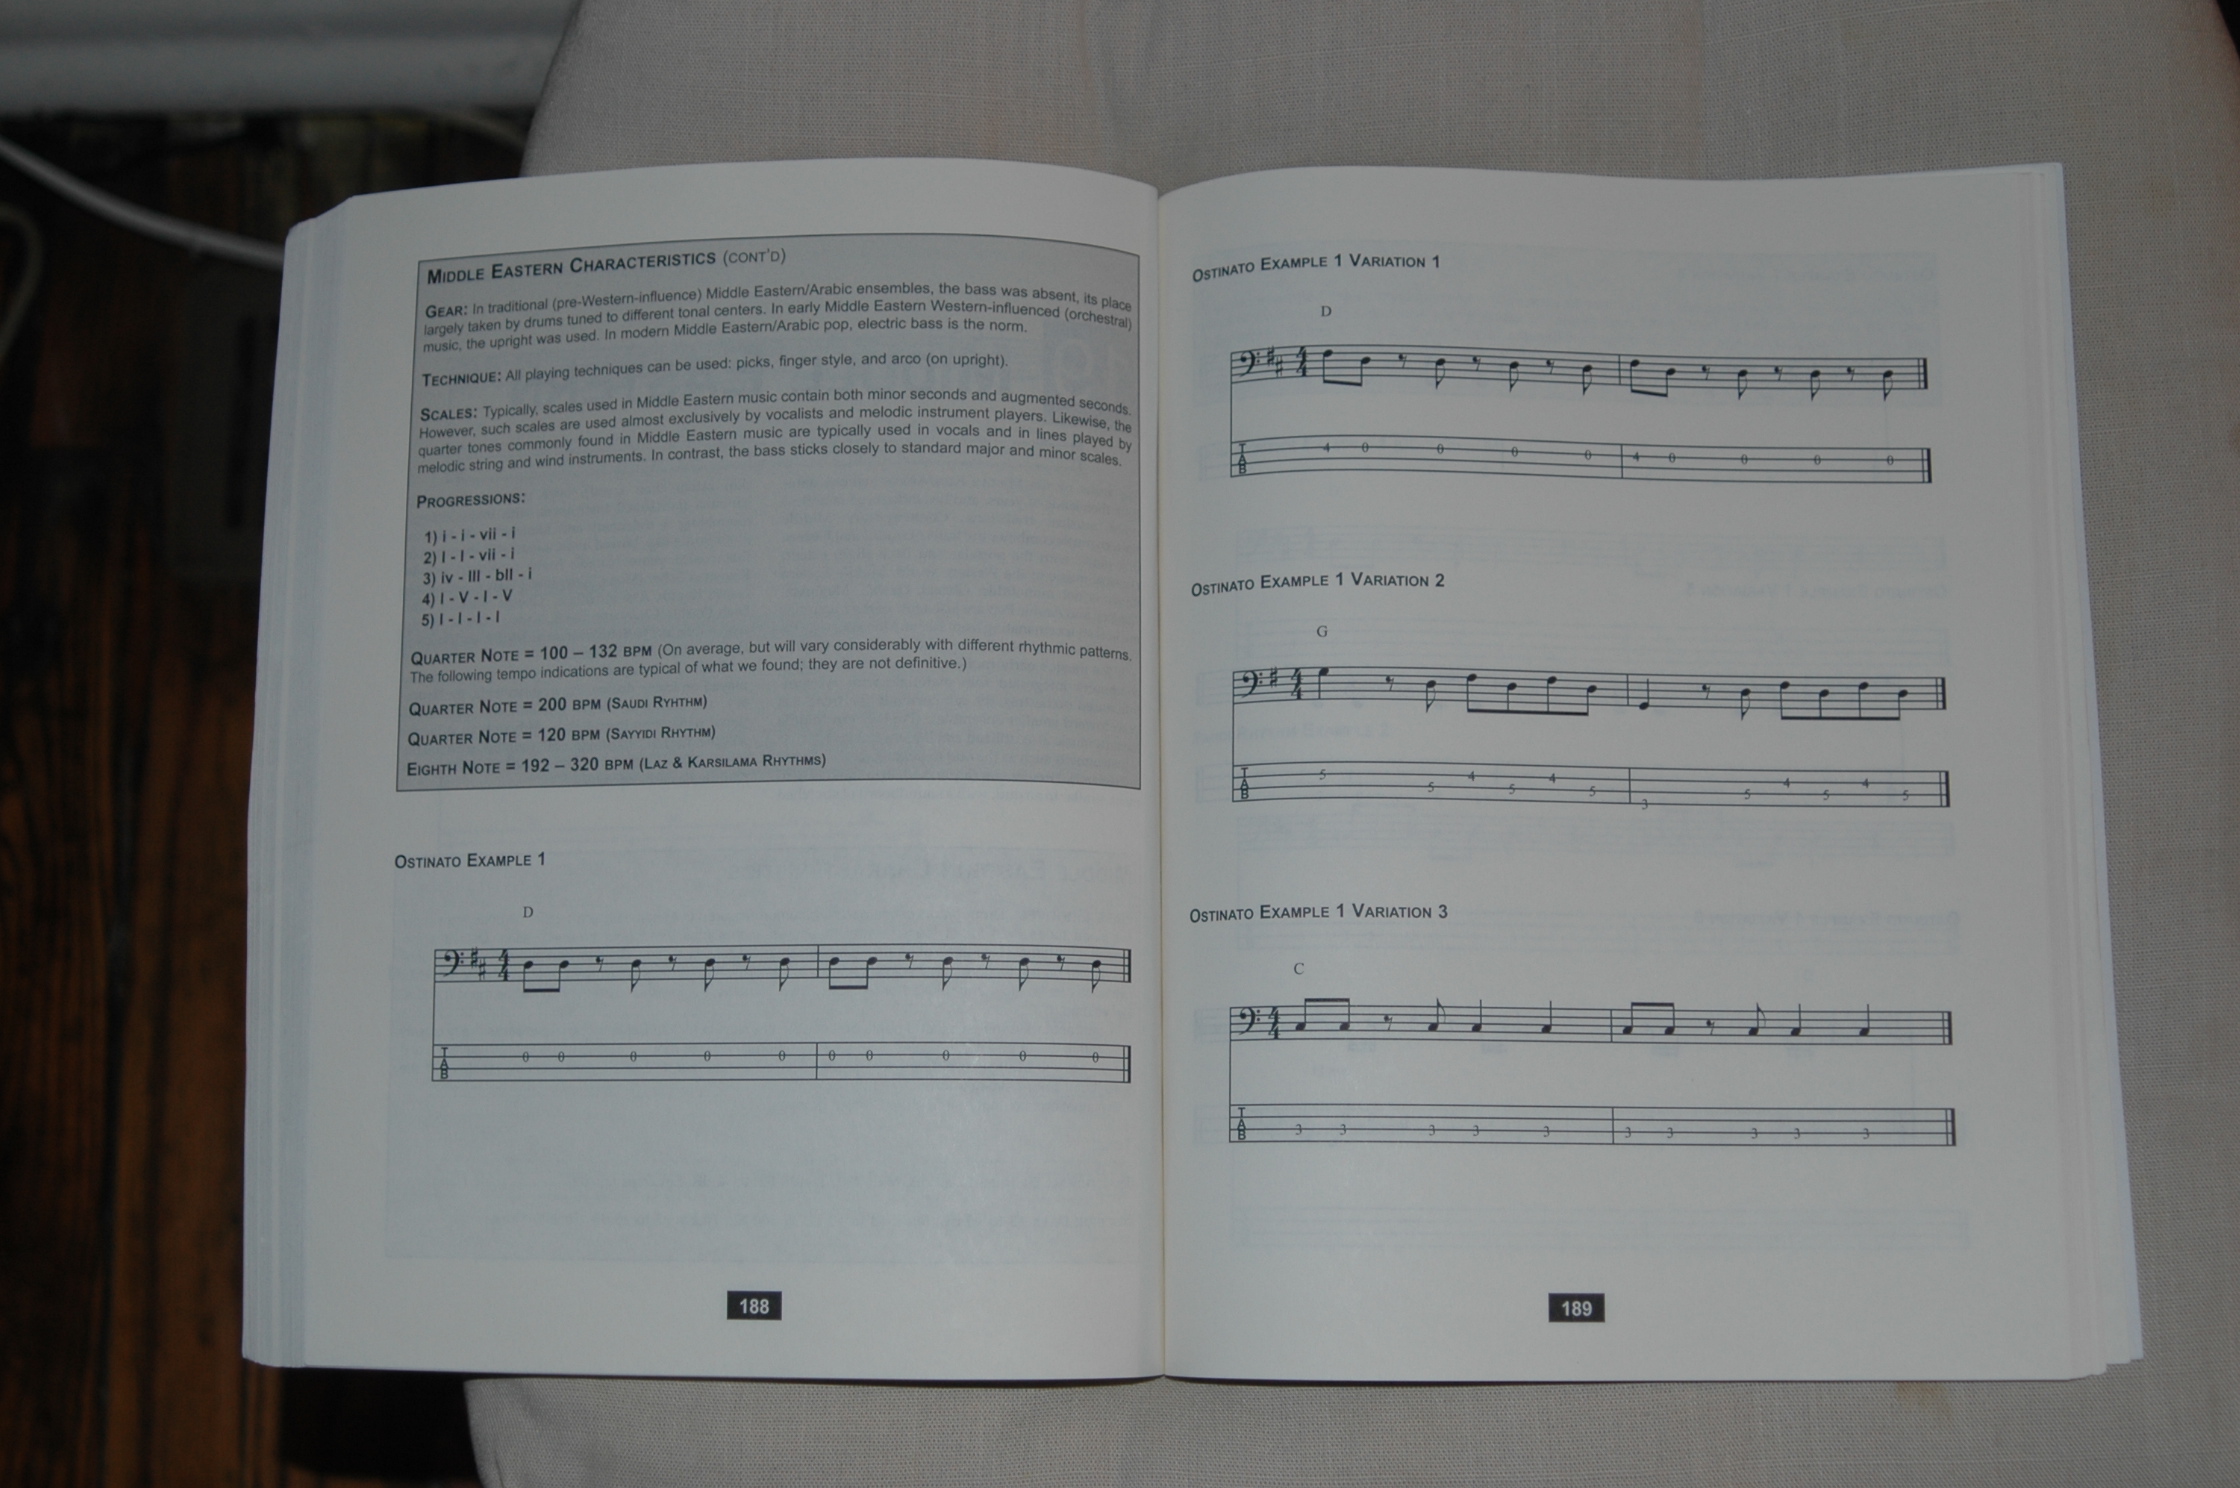 MIDDLE EASTERN CHARACTERISTICS (CONT'D)
GEAR: In traditional (pre-Western-influence) Middle Eastern/Arabic ensembles, the bass was absent, its place
largely taken by drums tuned to different tonal centers. In early Middle Eastern Western-influenced (orchestral)
music, the upright was used. In modern Middle Eastern/Arabic pop, electric bass is the norm.
TECHNIQUE: All playing techniques can be used: picks, finger style, and arco (on upright).
SCALES: Typically, scales used in Middle Eastern music contain both minor seconds and augmented seconds.
However, such scales are used almost exclusively by vocalists and melodic instrument players. Likewise, the
quarter tones commonly found in Middle Eastern music are typically used in vocals and in lines played by
melodic string and wind instruments. In contrast, the bass sticks closely to standard major and minor scales.
PROGRESSIONS:
1) i - i - vii - i
2) I - I - vii - i
3) iv - III - bII - i
4) I - V - I - V
5) I - I - I - I
QUARTER NOTE = 100 – 132 BPM (On average, but will vary considerably with different rhythmic patterns.
The following tempo indications are typical of what we found; they are not definitive.)
QUARTER NOTE = 200 BPM (SAUDI RYHTHM)
QUARTER NOTE = 120 BPM (SAYYIDI RHYTHM)
EIGHTH NOTE = 192 – 320 BPM (LAZ & KARSILAMA RHYTHMS)
OSTINATO EXAMPLE 1
D
4
4
T
A
B
0 0 0 0 0 0 0 0 0 0
188
OSTINATO EXAMPLE 1 VARIATION 1
D
4
4
T
A
B
4 0 0 0 0 4 0 0 0 0
OSTINATO EXAMPLE 1 VARIATION 2
G
4
4
T
A
B
5 5 4 5 4 5 3 5 4 5 4 5
OSTINATO EXAMPLE 1 VARIATION 3
C
4
4
T
A
B
3 3 3 3 3 3 3 3 3 3
189